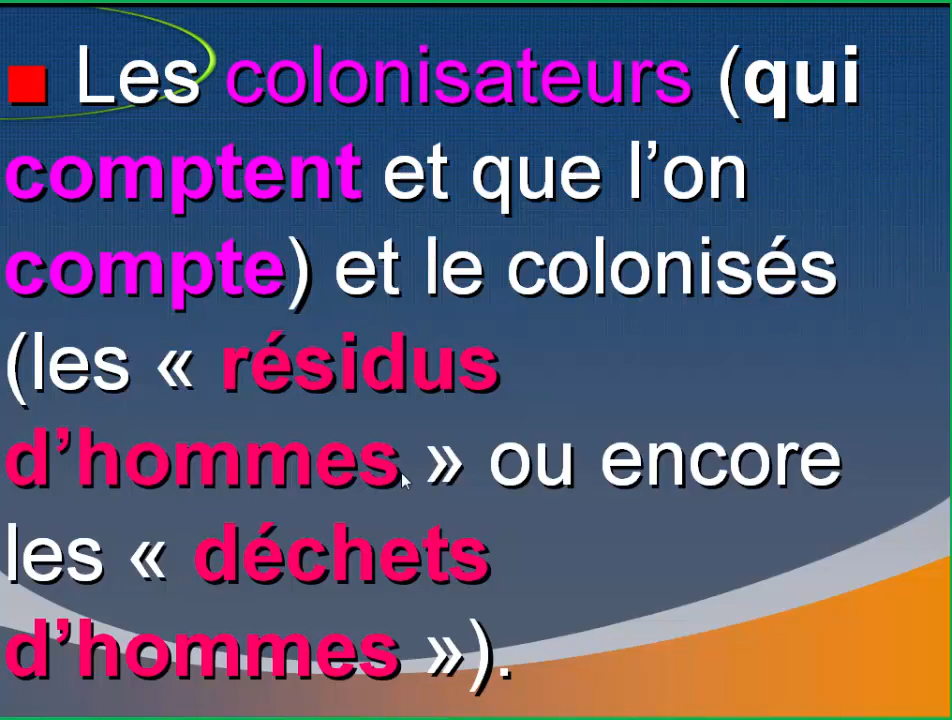 ■ Les colonisateurs (qui
comptent et que l’on
compte) et le colonisés
(les « résidus
d’hommes » ou encore
les « déchets
d’hommes »).